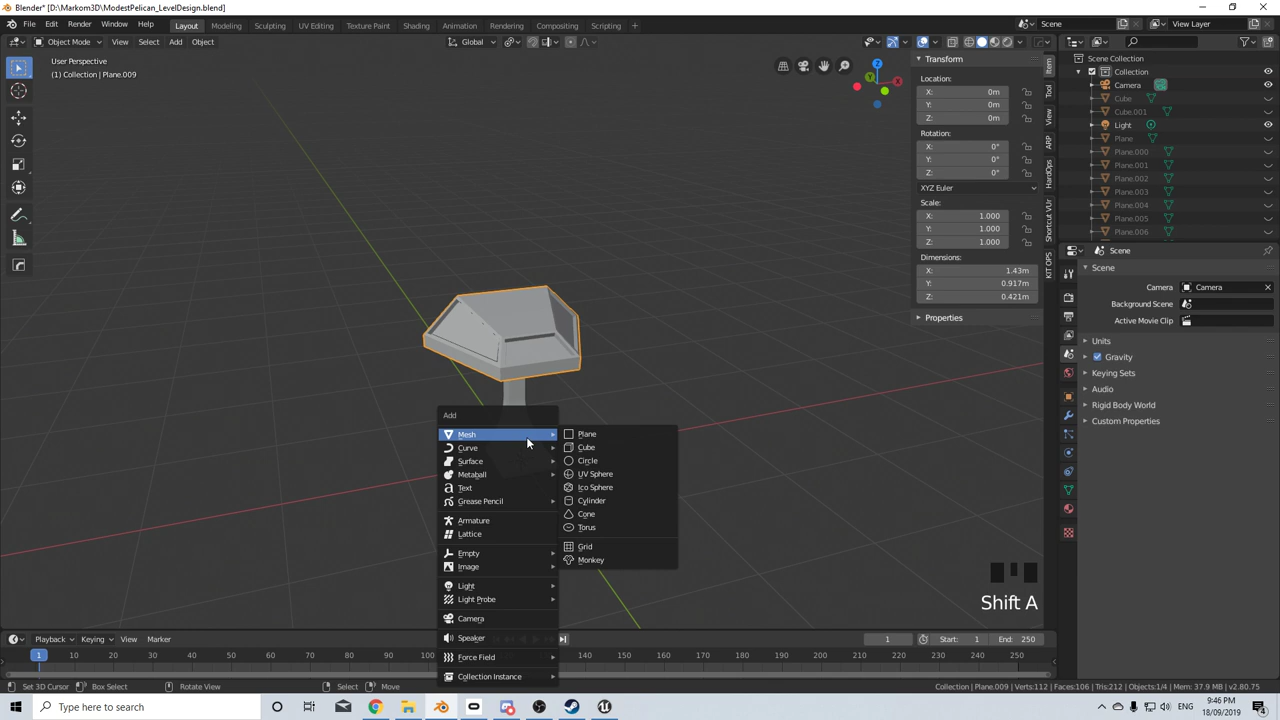 Blender* [D:\Markom3D\ModestPelican_LevelDesign.blend]
File Edit Render Window Help Layout Modeling Sculpting UV Editing Texture Paint Shading Animation Rendering Compositing Scripting Scene View Layer
Object Mode View Select Add Object Global
User Perspective
(1) Collection | Plane.009
Z
X
Y
Transform
Location:
X: 0m
Y: 0m
Z: 0m
Rotation:
X: 0°
Y: 0°
Z: 0°
XYZ Euler
Scale:
X: 1.000
Y: 1.000
Z: 1.000
Dimensions:
X: 1.43m
Y: 0.917m
Z: 0.421m
Properties
Item
Tool
View
ARP
HardOps
Shortcut VUr
KIT OPS
Scene Collection
Collection
Camera
Cube
Cube.001
Light
Plane
Plane.000
Plane.001
Plane.002
Plane.003
Plane.004
Plane.005
Plane.006
Scene
Scene
Camera Camera
Background Scene
Active Movie Clip
Units
Gravity
Keying Sets
Audio
Rigid Body World
Custom Properties
Add
Mesh
Curve
Surface
Metaball
Text
Grease Pencil
Armature
Lattice
Empty
Image
Light
Light Probe
Camera
Speaker
Force Field
Collection Instance
Plane
Cube
Circle
UV Sphere
Ico Sphere
Cylinder
Cone
Torus
Grid
Monkey
Shift A
Playback Keying View Marker 1 Start: 1 End: 250
1 10 20 30 40 50 60 70 80 90 100 140 150 160 170 180 190 200 210 220 230 240 250
Set 3D Cursor Box Select Rotate View Select Move Collection | Plane.009 | Verts:112 | Faces:106 | Tris:212 | Objects:1/4 | Mem: 37.9 MB | v2.80.75
Type here to search
9:46 PM
18/09/2019
4